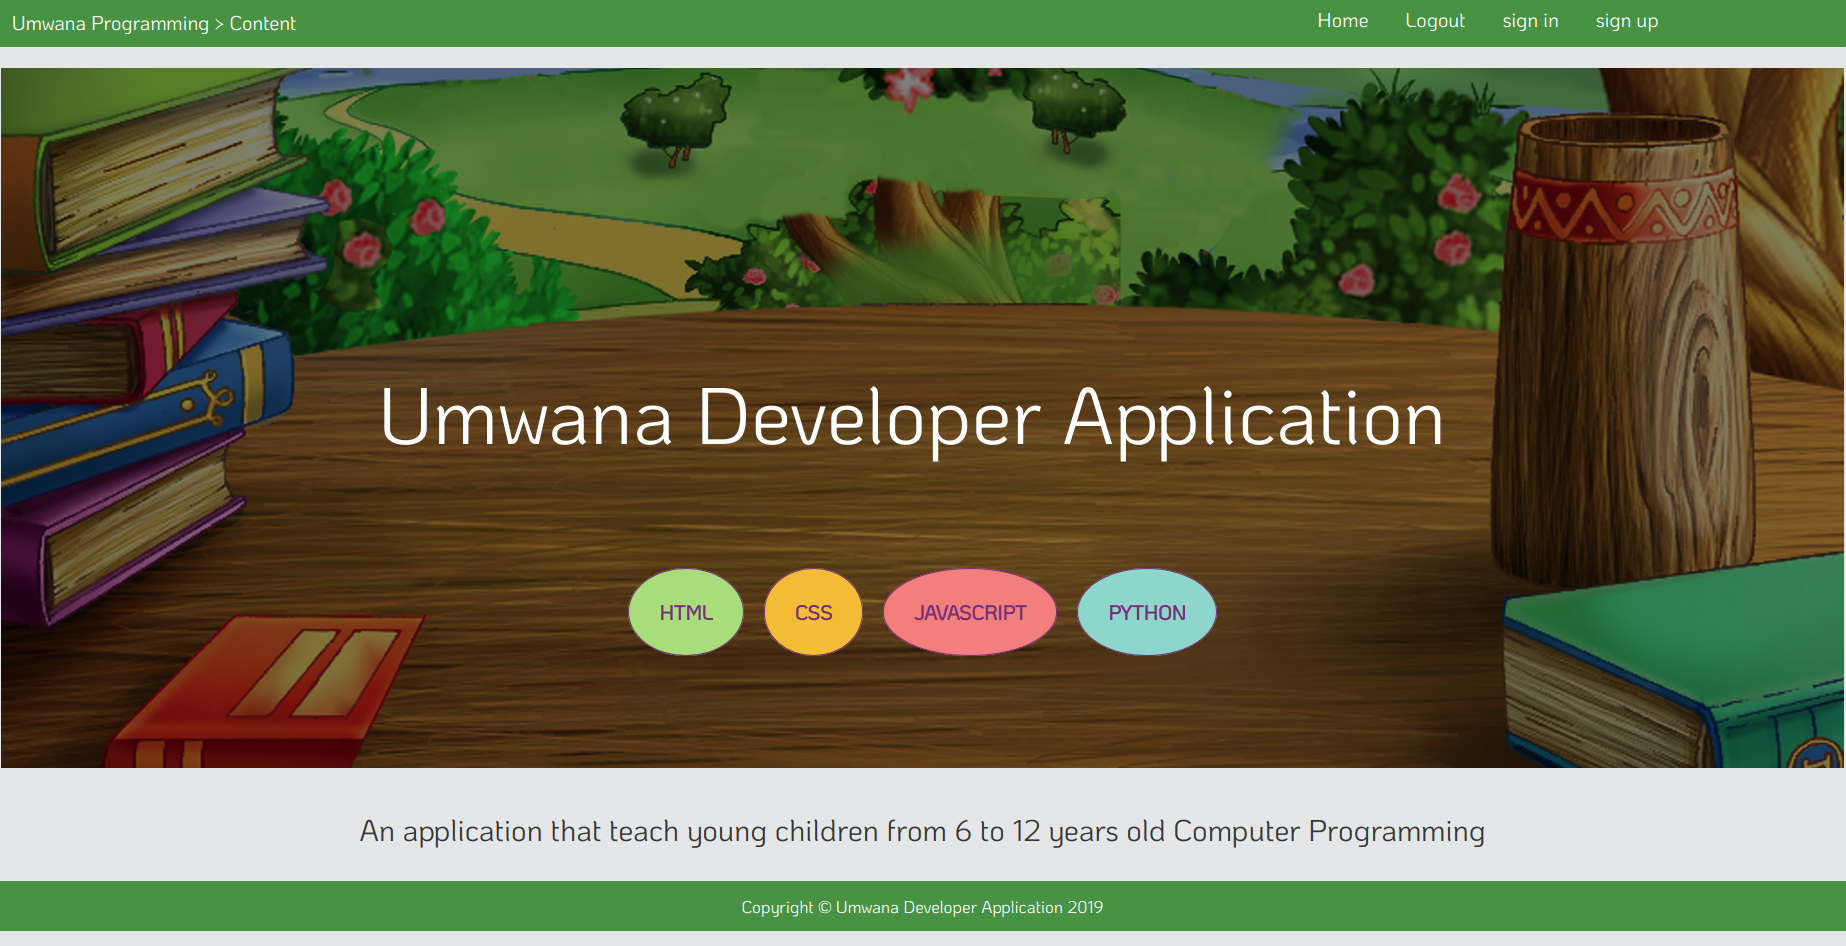 Umwana Programming > Content
Home Logout sign in sign up
Umwana Developer Application
HTML CSS JAVASCRIPT PYTHON
An application that teach young children from 6 to 12 years old Computer Programming
Copyright © Umwana Developer Application 2019